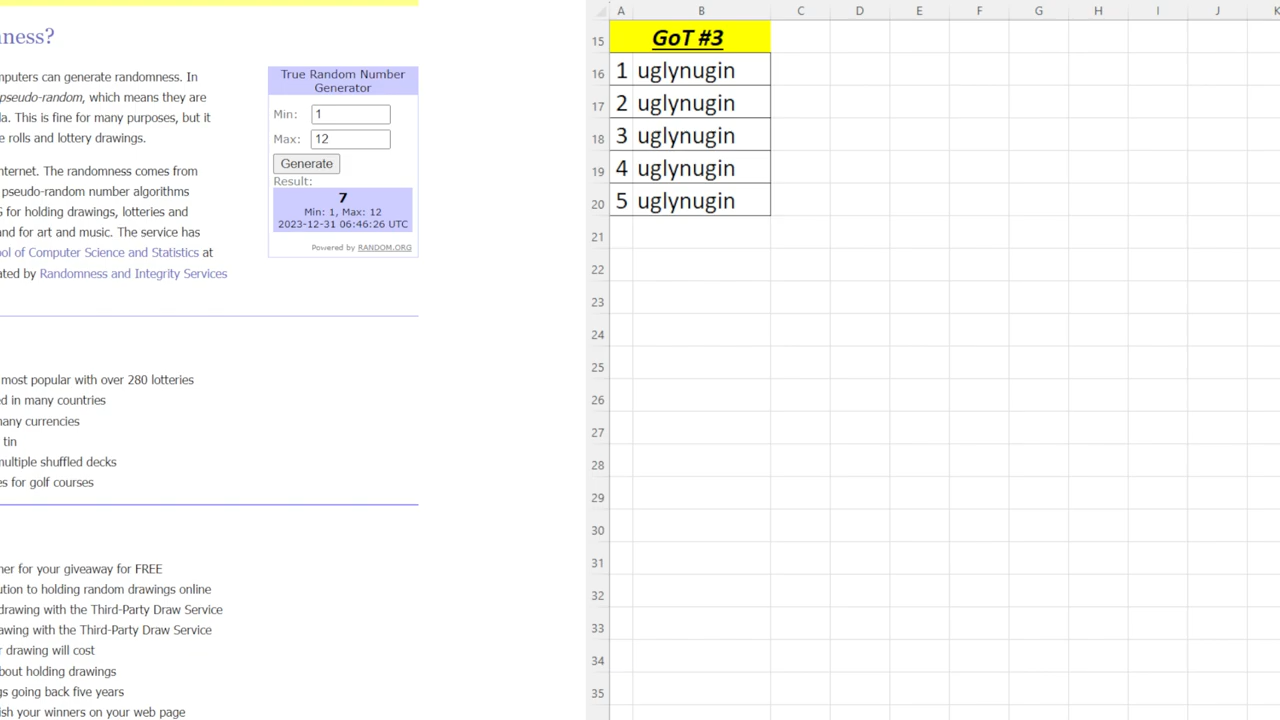 ness?
mputers can generate randomness. In
pseudo-random, which means they are
la. This is fine for many purposes, but it
e rolls and lottery drawings.
nternet. The randomness comes from
pseudo-random number algorithms
G for holding drawings, lotteries and
and for art and music. The service has
ool of Computer Science and Statistics at
ated by Randomness and Integrity Services
True Random Number
Generator
Min: 1
Max: 12
Generate
Result:
7
Min: 1, Max: 12
2023-12-31 06:46:26 UTC
Powered by RANDOM.ORG
most popular with over 280 lotteries
ed in many countries
many currencies
tin
multiple shuffled decks
es for golf courses
ner for your giveaway for FREE
ution to holding random drawings online
drawing with the Third-Party Draw Service
awing with the Third-Party Draw Service
r drawing will cost
bout holding drawings
gs going back five years
ish your winners on your web page
A B C D E F G H I J K
15 GoT #3
16 1 uglynugin
17 2 uglynugin
18 3 uglynugin
19 4 uglynugin
20 5 uglynugin
21
22
23
24
25
26
27
28
29
30
31
32
33
34
35